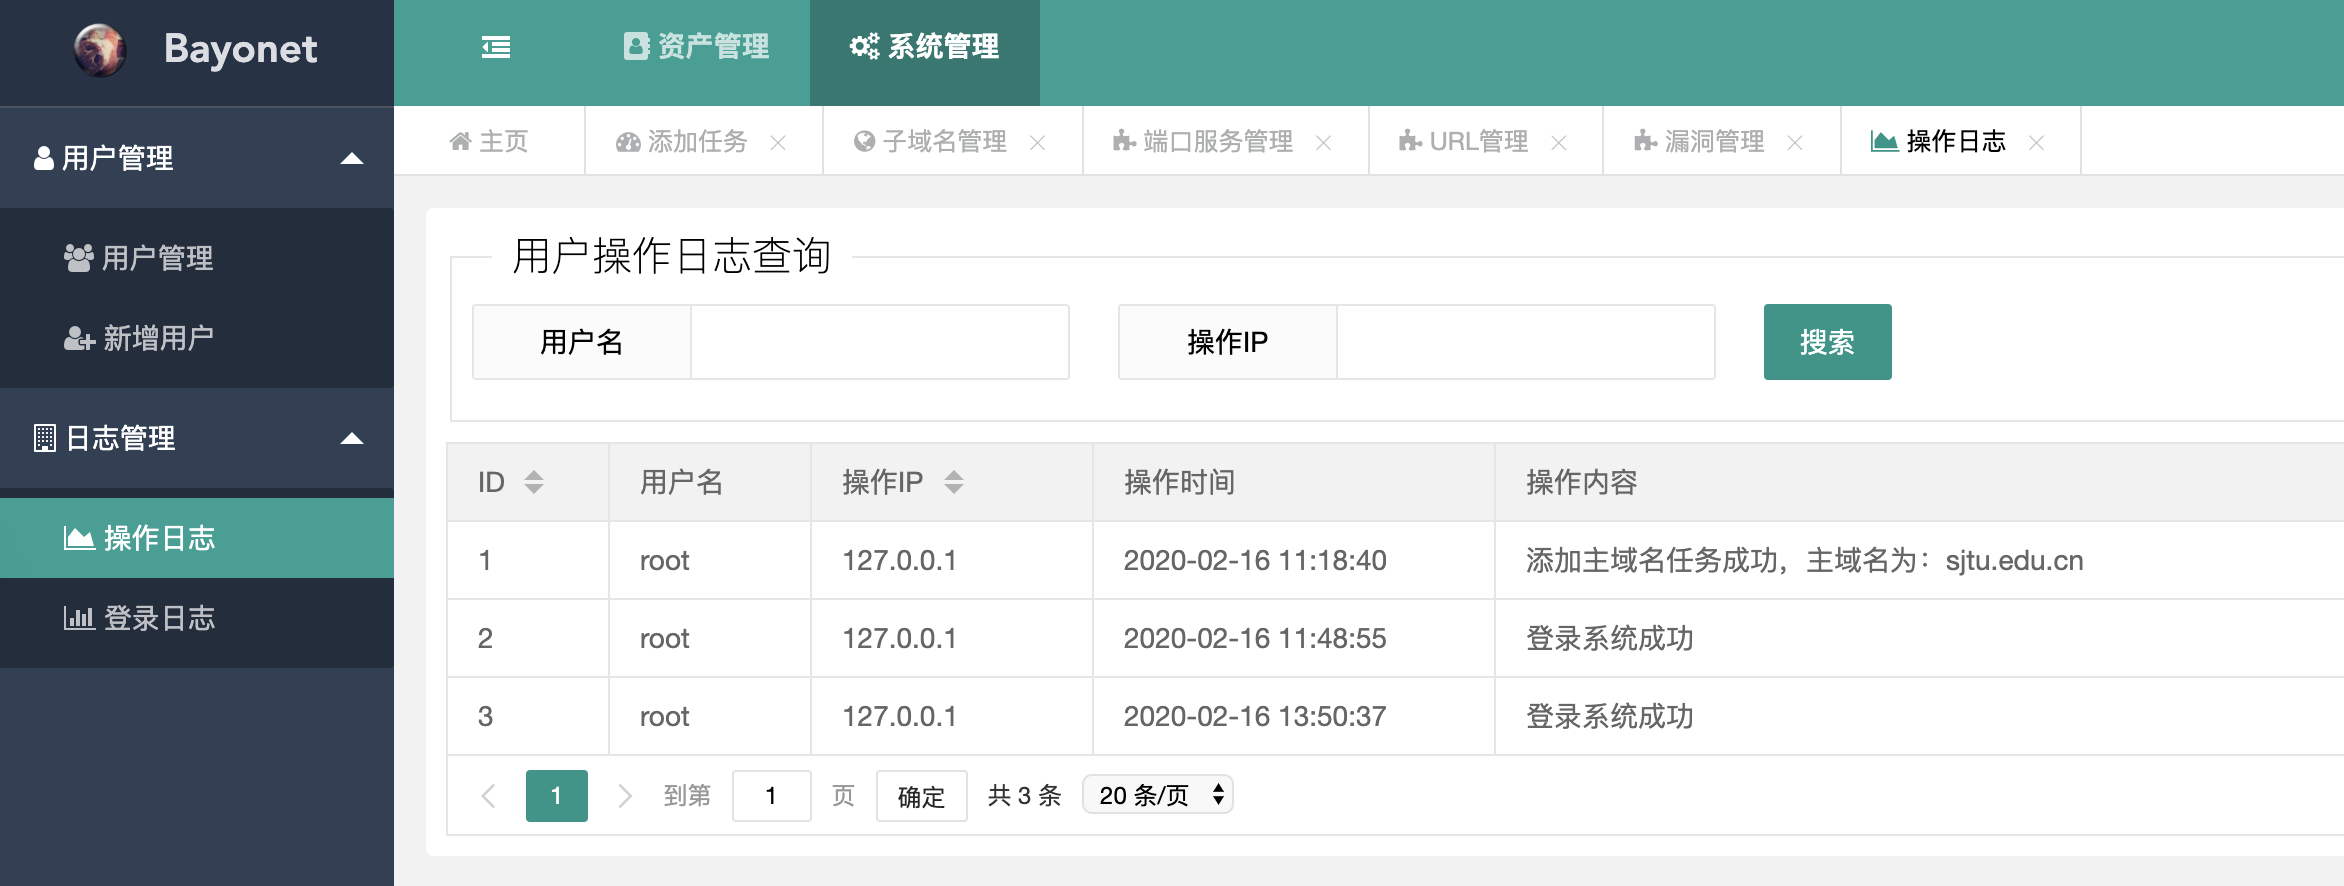 Bayonet
资产管理 系统管理
主页 添加任务 子域名管理 端口服务管理 URL管理 漏洞管理 操作日志
用户管理
用户管理
新增用户
日志管理
操作日志
登录日志
用户操作日志查询
用户名 操作IP 搜索
ID 用户名 操作IP 操作时间 操作内容
1 root 127.0.0.1 2020-02-16 11:18:40 添加主域名任务成功，主域名为：sjtu.edu.cn
2 root 127.0.0.1 2020-02-16 11:48:55 登录系统成功
3 root 127.0.0.1 2020-02-16 13:50:37 登录系统成功
1 到第 1 页 确定 共 3 条 20 条/页